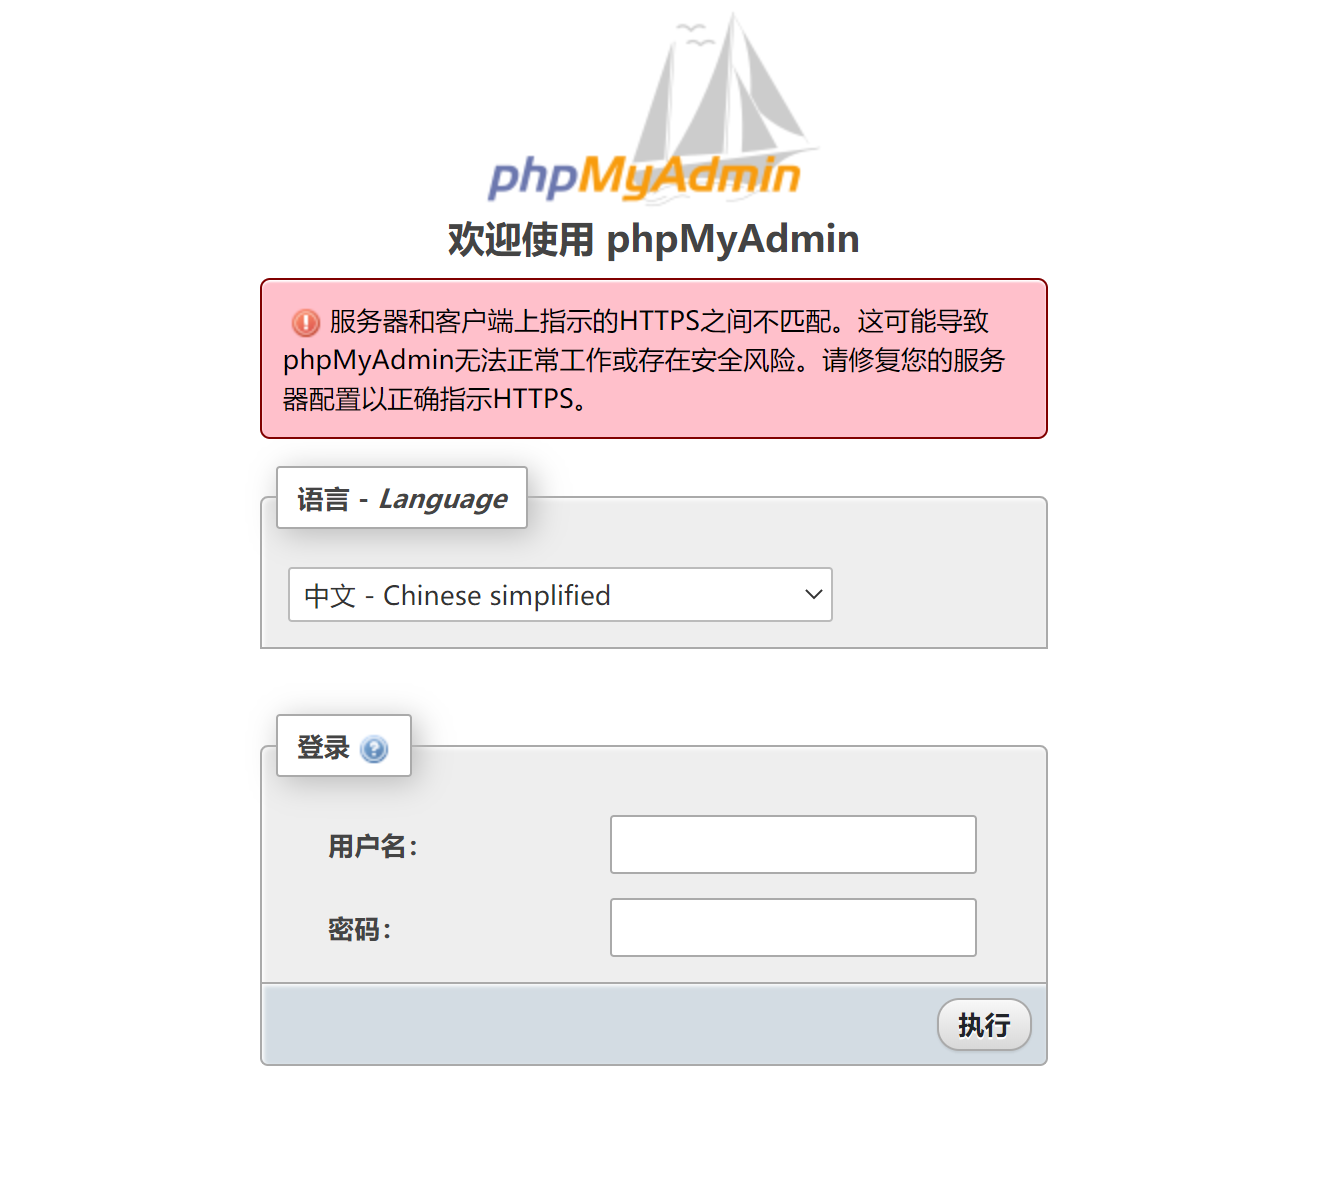 phpMyAdmin
欢迎使用 phpMyAdmin
服务器和客户端上指示的HTTPS之间不匹配。这可能导致
phpMyAdmin无法正常工作或存在安全风险。请修复您的服务
器配置以正确指示HTTPS。
语言 - Language
中文 - Chinese simplified
登录
用户名：
密码：
执行